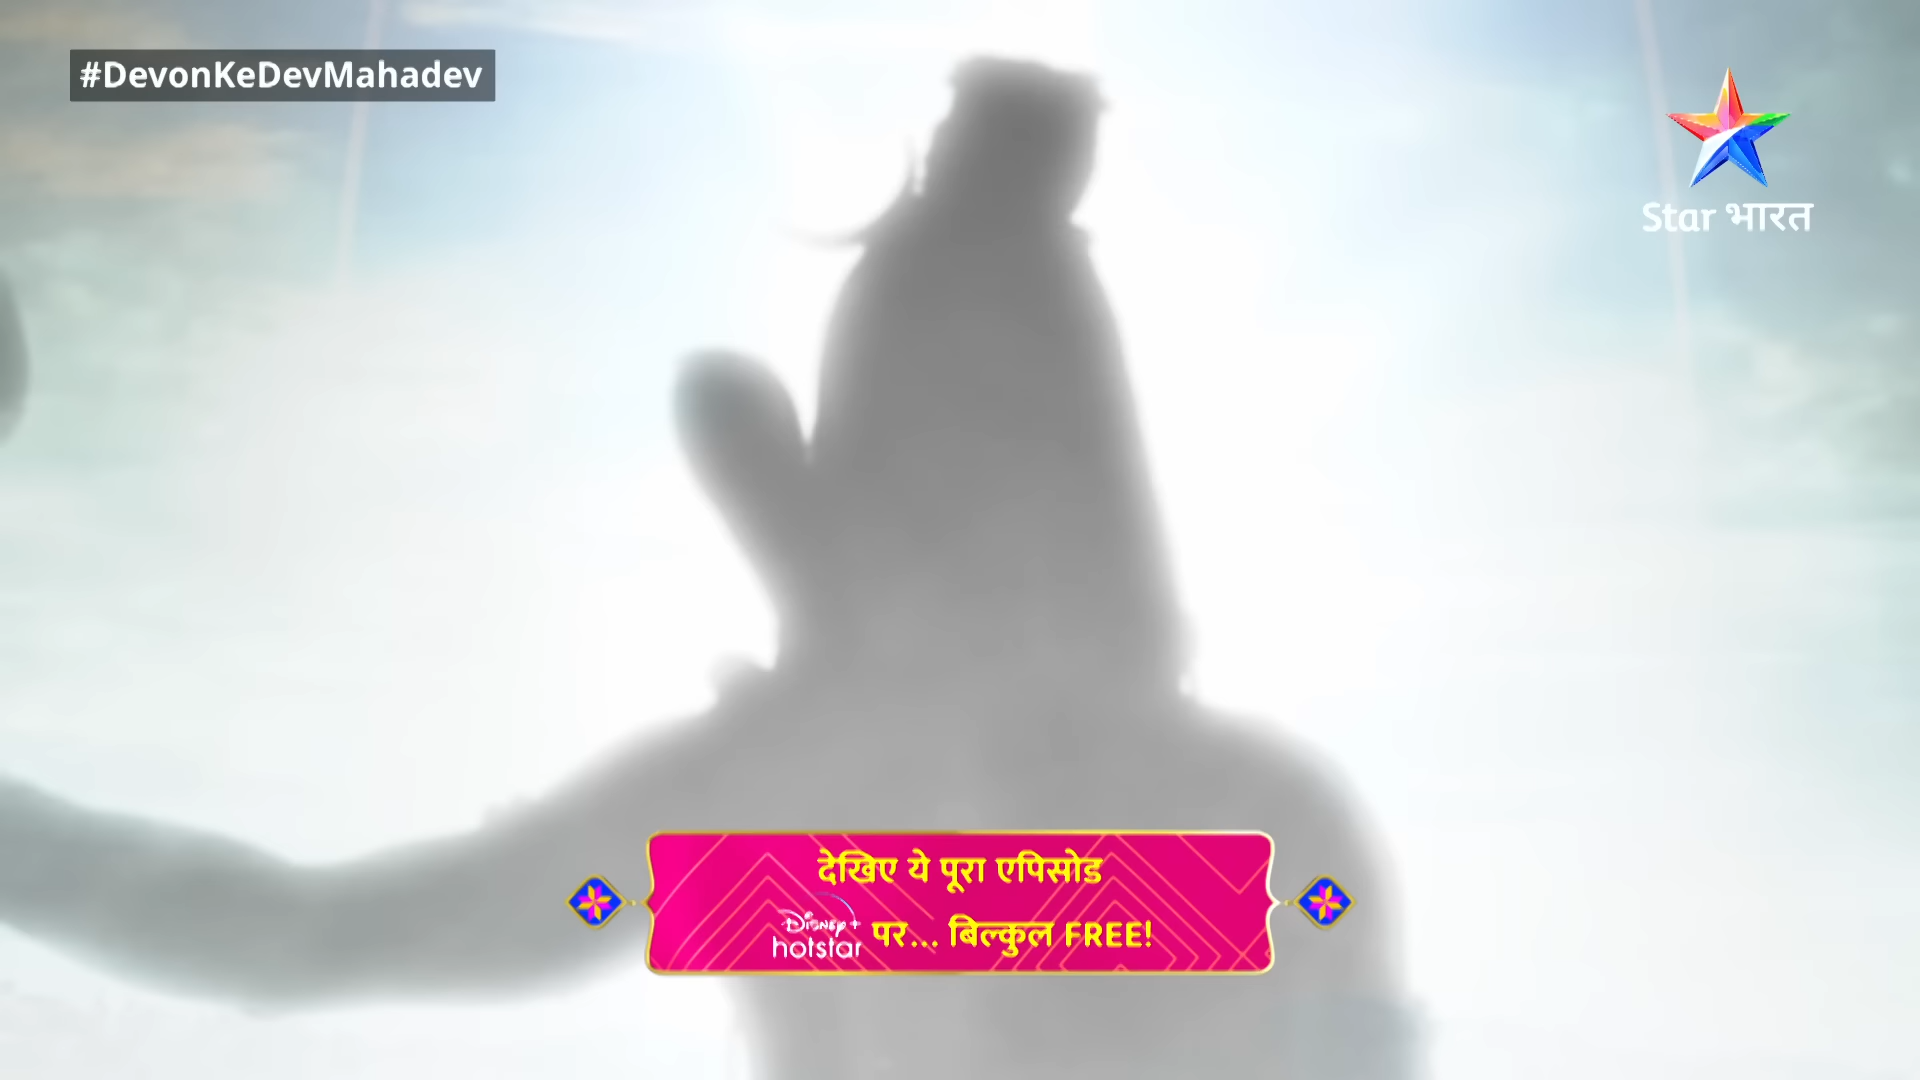 #DevonKeDevMahadev
Star भारत
देखिए ये पूरा एपिसोड
Disney+ hotstar पर... बिल्कुल FREE!